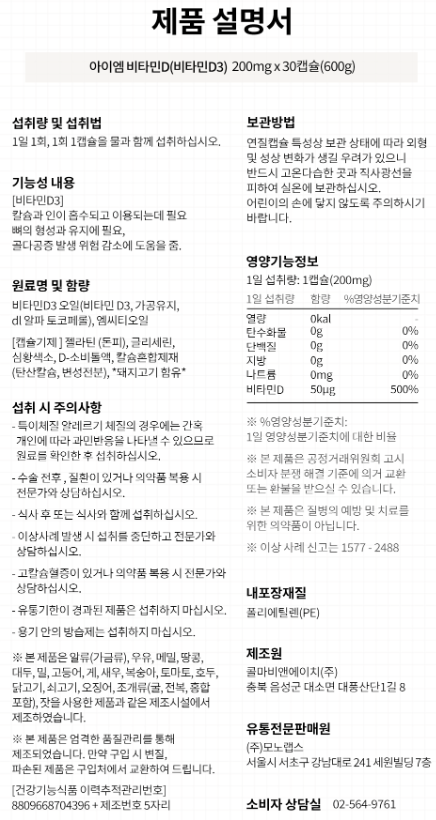 제품 설명서
아이엠 비타민D(비타민D3) 200mg x 30캡슐(600g)
섭취량 및 섭취법
1일 1회, 1회 1캡슐을 물과 함께 섭취하십시오.
기능성 내용
[비타민D3]
칼슘과 인이 흡수되고 이용되는데 필요
뼈의 형성과 유지에 필요,
골다공증 발생 위험 감소에 도움을 줌.
원료명 및 함량
비타민D3 오일(비타민 D3, 가공유지,
dl 알파 토코페롤), 엠씨티오일
[캡슐기제] 젤라틴 (돈피), 글리세린,
심황색소, D-소비톨액, 칼슘혼합제재
(탄산칼슘, 변성전분), *돼지고기 함유*
섭취 시 주의사항
- 특이체질 알레르기 체질의 경우에는 간혹
개인에 따라 과민반응을 나타낼 수 있으므로
원료를 확인한 후 섭취하십시오.
- 수술 전후 , 질환이 있거나 의약품 복용 시
전문가와 상담하십시오.
- 식사 후 또는 식사와 함께 섭취하십시오.
- 이상사례 발생 시 섭취를 중단하고 전문가와
상담하십시오.
- 고칼슘혈증이 있거나 의약품 복용 시 전문가와
상담하십시오.
- 유통기한이 경과된 제품은 섭취하지 마십시오.
- 용기 안의 방습제는 섭취하지 마십시오.
※ 본 제품은 알류(가금류), 우유, 메밀, 땅콩,
대두, 밀, 고등어, 게, 새우, 복숭아, 토마토, 호두,
닭고기, 쇠고기, 오징어, 조개류(굴, 전복, 홍합
포함), 잣을 사용한 제품과 같은 제조시설에서
제조하였습니다.
※ 본 제품은 엄격한 품질관리를 통해
제조되었습니다. 만약 구입 시 변질,
파손된 제품은 구입처에서 교환하여 드립니다.
[건강기능식품 이력추적관리번호]
8809668704396 + 제조번호 5자리
보관방법
연질캡슐 특성상 보관 상태에 따라 외형
및 성상 변화가 생길 우려가 있으니
반드시 고온다습한 곳과 직사광선을
피하여 실온에 보관하십시오.
어린이의 손에 닿지 않도록 주의하시기
바랍니다.
영양기능정보
1일 섭취량: 1캡슐(200mg)
1일 섭취량 함량 %영양성분기준치
열량 0kal -
탄수화물 0g 0%
단백질 0g 0%
지방 0g 0%
나트륨 0mg 0%
비타민D 50μg 500%
※ %영양성분기준치:
1일 영양성분기준치에 대한 비율
※ 본 제품은 공정거래위원회 고시
소비자 분쟁 해결 기준에 의거 교환
또는 환불을 받으실 수 있습니다.
※ 본 제품은 질병의 예방 및 치료를
위한 의약품이 아닙니다.
※ 이상 사례 신고는 1577 - 2488
내포장재질
폴리에틸렌(PE)
제조원
콜마비앤에이치(주)
충북 음성군 대소면 대풍산단1길 8
유통전문판매원
(주)모노랩스
서울시 서초구 강남대로 241 세원빌딩 7층
소비자 상담실 02-564-9761